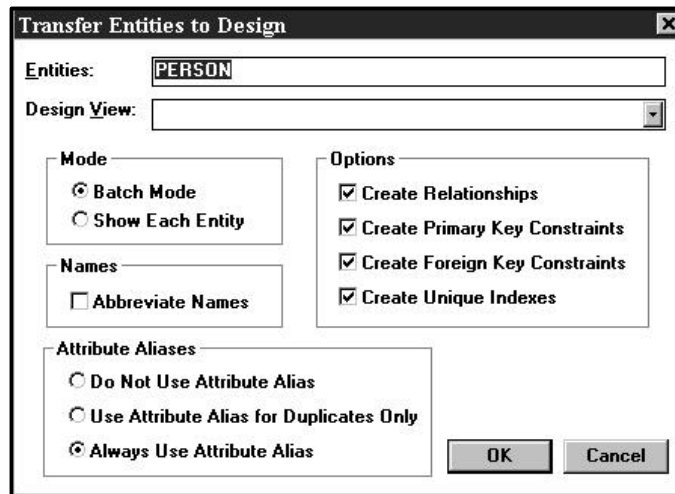 Transfer Entities to Design
Entities: PERSON
Design View:
Mode
Batch Mode
Show Each Entity
Names
Abbreviate Names
Options
Create Relationships
Create Primary Key Constraints
Create Foreign Key Constraints
Create Unique Indexes
Attribute Aliases
Do Not Use Attribute Alias
Use Attribute Alias for Duplicates Only
Always Use Attribute Alias
OK Cancel